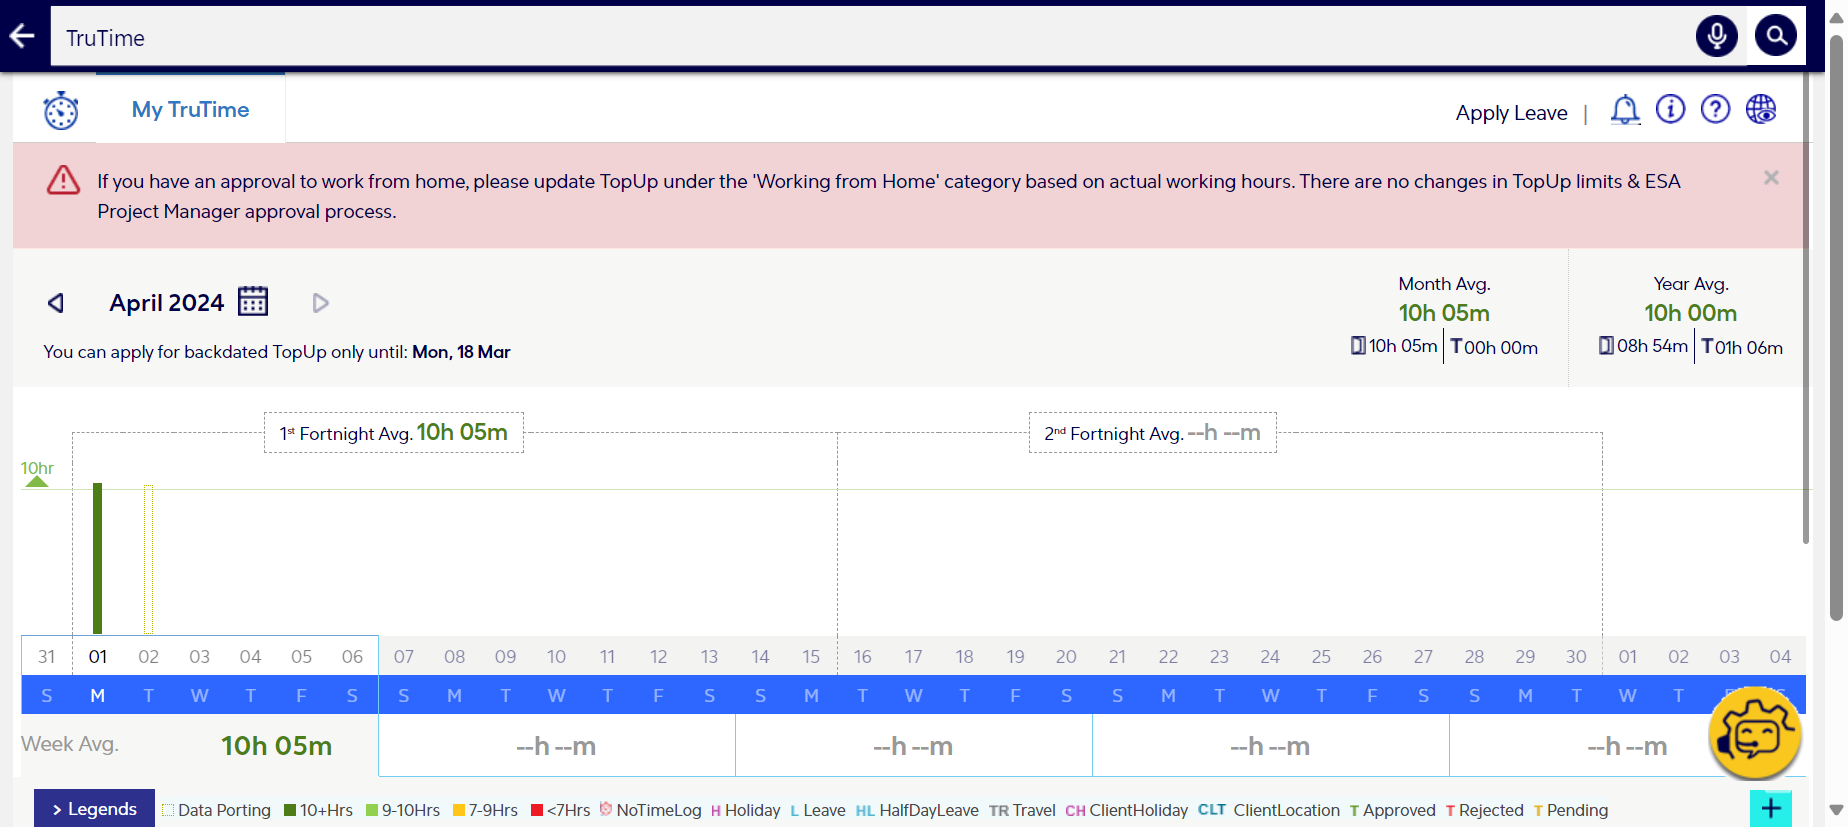 TruTime
My TruTime
Apply Leave |
If you have an approval to work from home, please update TopUp under the 'Working from Home' category based on actual working hours. There are no changes in TopUp limits & ESA
Project Manager approval process.
April 2024
You can apply for backdated TopUp only until: Mon, 18 Mar
Month Avg.
10h 05m
10h 05m T 00h 00m
Year Avg.
10h 00m
08h 54m T 01h 06m
1st Fortnight Avg. 10h 05m
2nd Fortnight Avg. --h --m
10hr
31 01 02 03 04 05 06 07 08 09 10 11 12 13 14 15 16 17 18 19 20 21 22 23 24 25 26 27 28 29 30 01 02 03 04
S M T W T F S S M T W T F S S M T W T F S S M T W T F S S M T W T
Week Avg. 10h 05m --h --m --h --m --h --m --h --m
> Legends Data Porting 10+Hrs 9-10Hrs 7-9Hrs <7Hrs NoTimeLog H Holiday L Leave HL HalfDayLeave TR Travel CH ClientHoliday CLT ClientLocation T Approved T Rejected T Pending